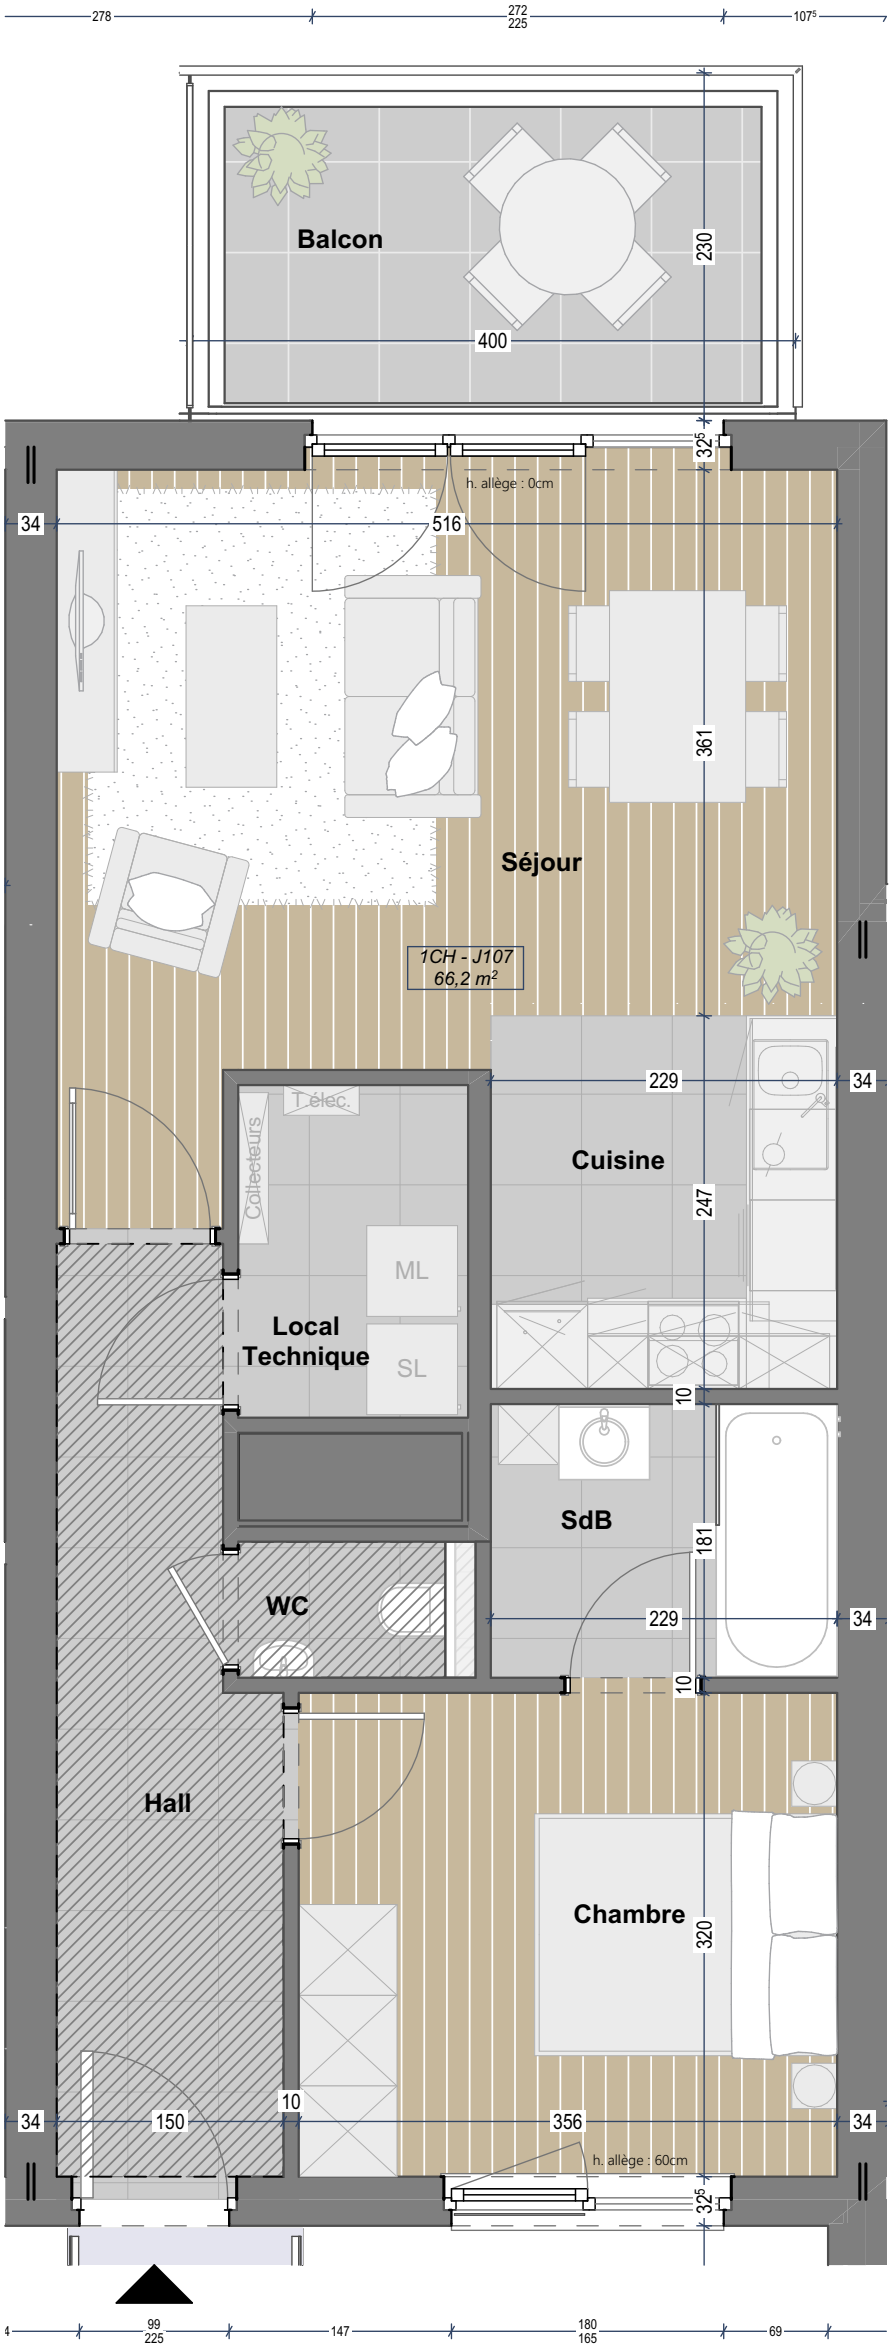 278
272
225
107⁵
Balcon
230
400
32⁵
h. allège : 0cm
34
516
361
Séjour
1CH - J107
66,2 m²
229
34
T.élec.
Collecteurs
Cuisine
247
ML
Local
Technique
SL
10
SdB
181
WC
229
34
10
Hall
Chambre
320
10
34
150
356
34
h. allège : 60cm
32⁵
4
99
225
147
180
165
69